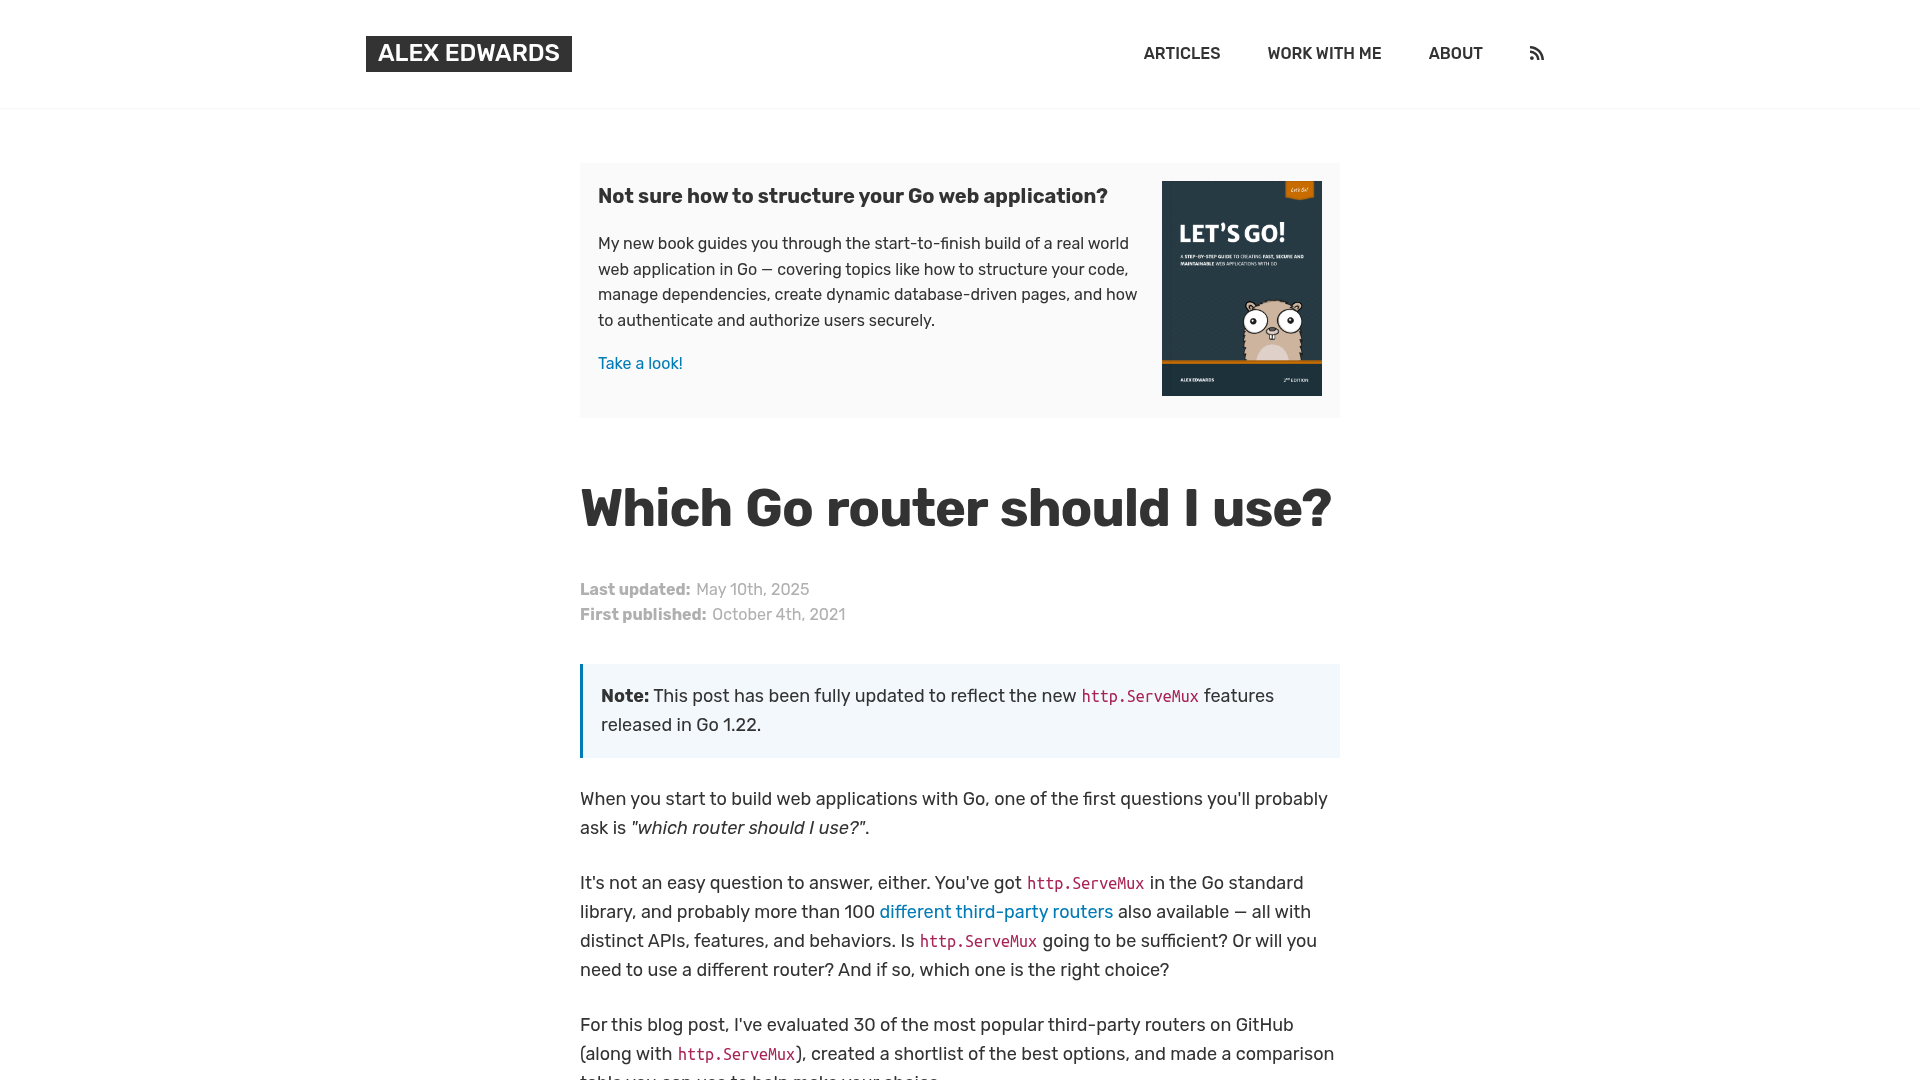 ALEX EDWARDS
ARTICLES
WORK WITH ME
ABOUT
Not sure how to structure your Go web application?
My new book guides you through the start-to-finish build of a real world
web application in Go — covering topics like how to structure your code,
manage dependencies, create dynamic database-driven pages, and how
to authenticate and authorize users securely.
Take a look!
Let's Go!
LET'S GO!
A STEP-BY-STEP GUIDE TO CREATING FAST, SECURE AND
MAINTAINABLE WEB APPLICATIONS WITH GO
ALEX EDWARDS
2ND EDITION
Which Go router should I use?
Last updated: May 10th, 2025
First published: October 4th, 2021
Note: This post has been fully updated to reflect the new http.ServeMux features
released in Go 1.22.
When you start to build web applications with Go, one of the first questions you'll probably
ask is "which router should I use?".
It's not an easy question to answer, either. You've got http.ServeMux in the Go standard
library, and probably more than 100 different third-party routers also available — all with
distinct APIs, features, and behaviors. Is http.ServeMux going to be sufficient? Or will you
need to use a different router? And if so, which one is the right choice?
For this blog post, I've evaluated 30 of the most popular third-party routers on GitHub
(along with http.ServeMux), created a shortlist of the best options, and made a comparison